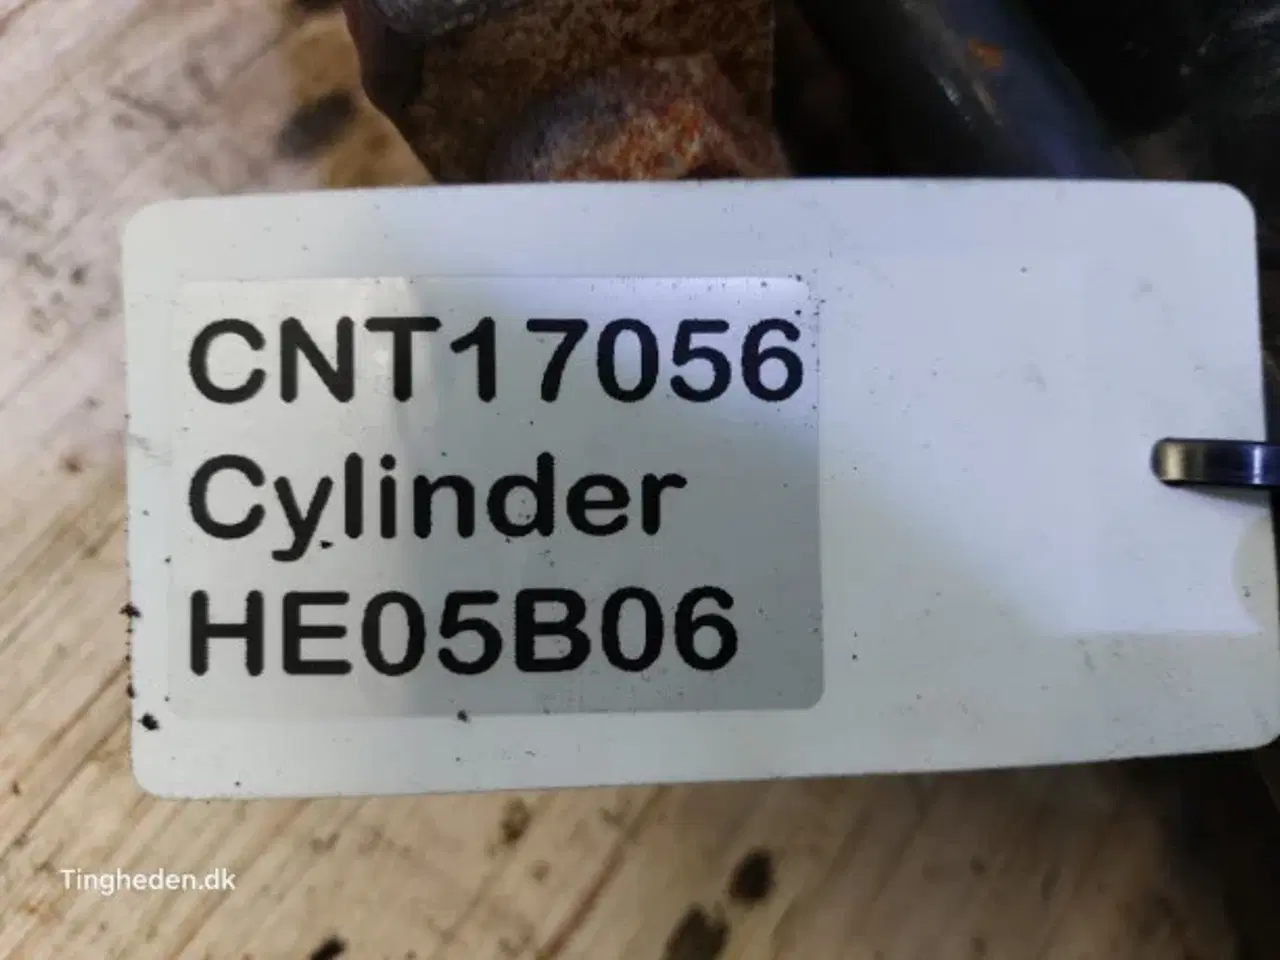 CNT17056
Cylinder
HE05B06
Tingheden.dk